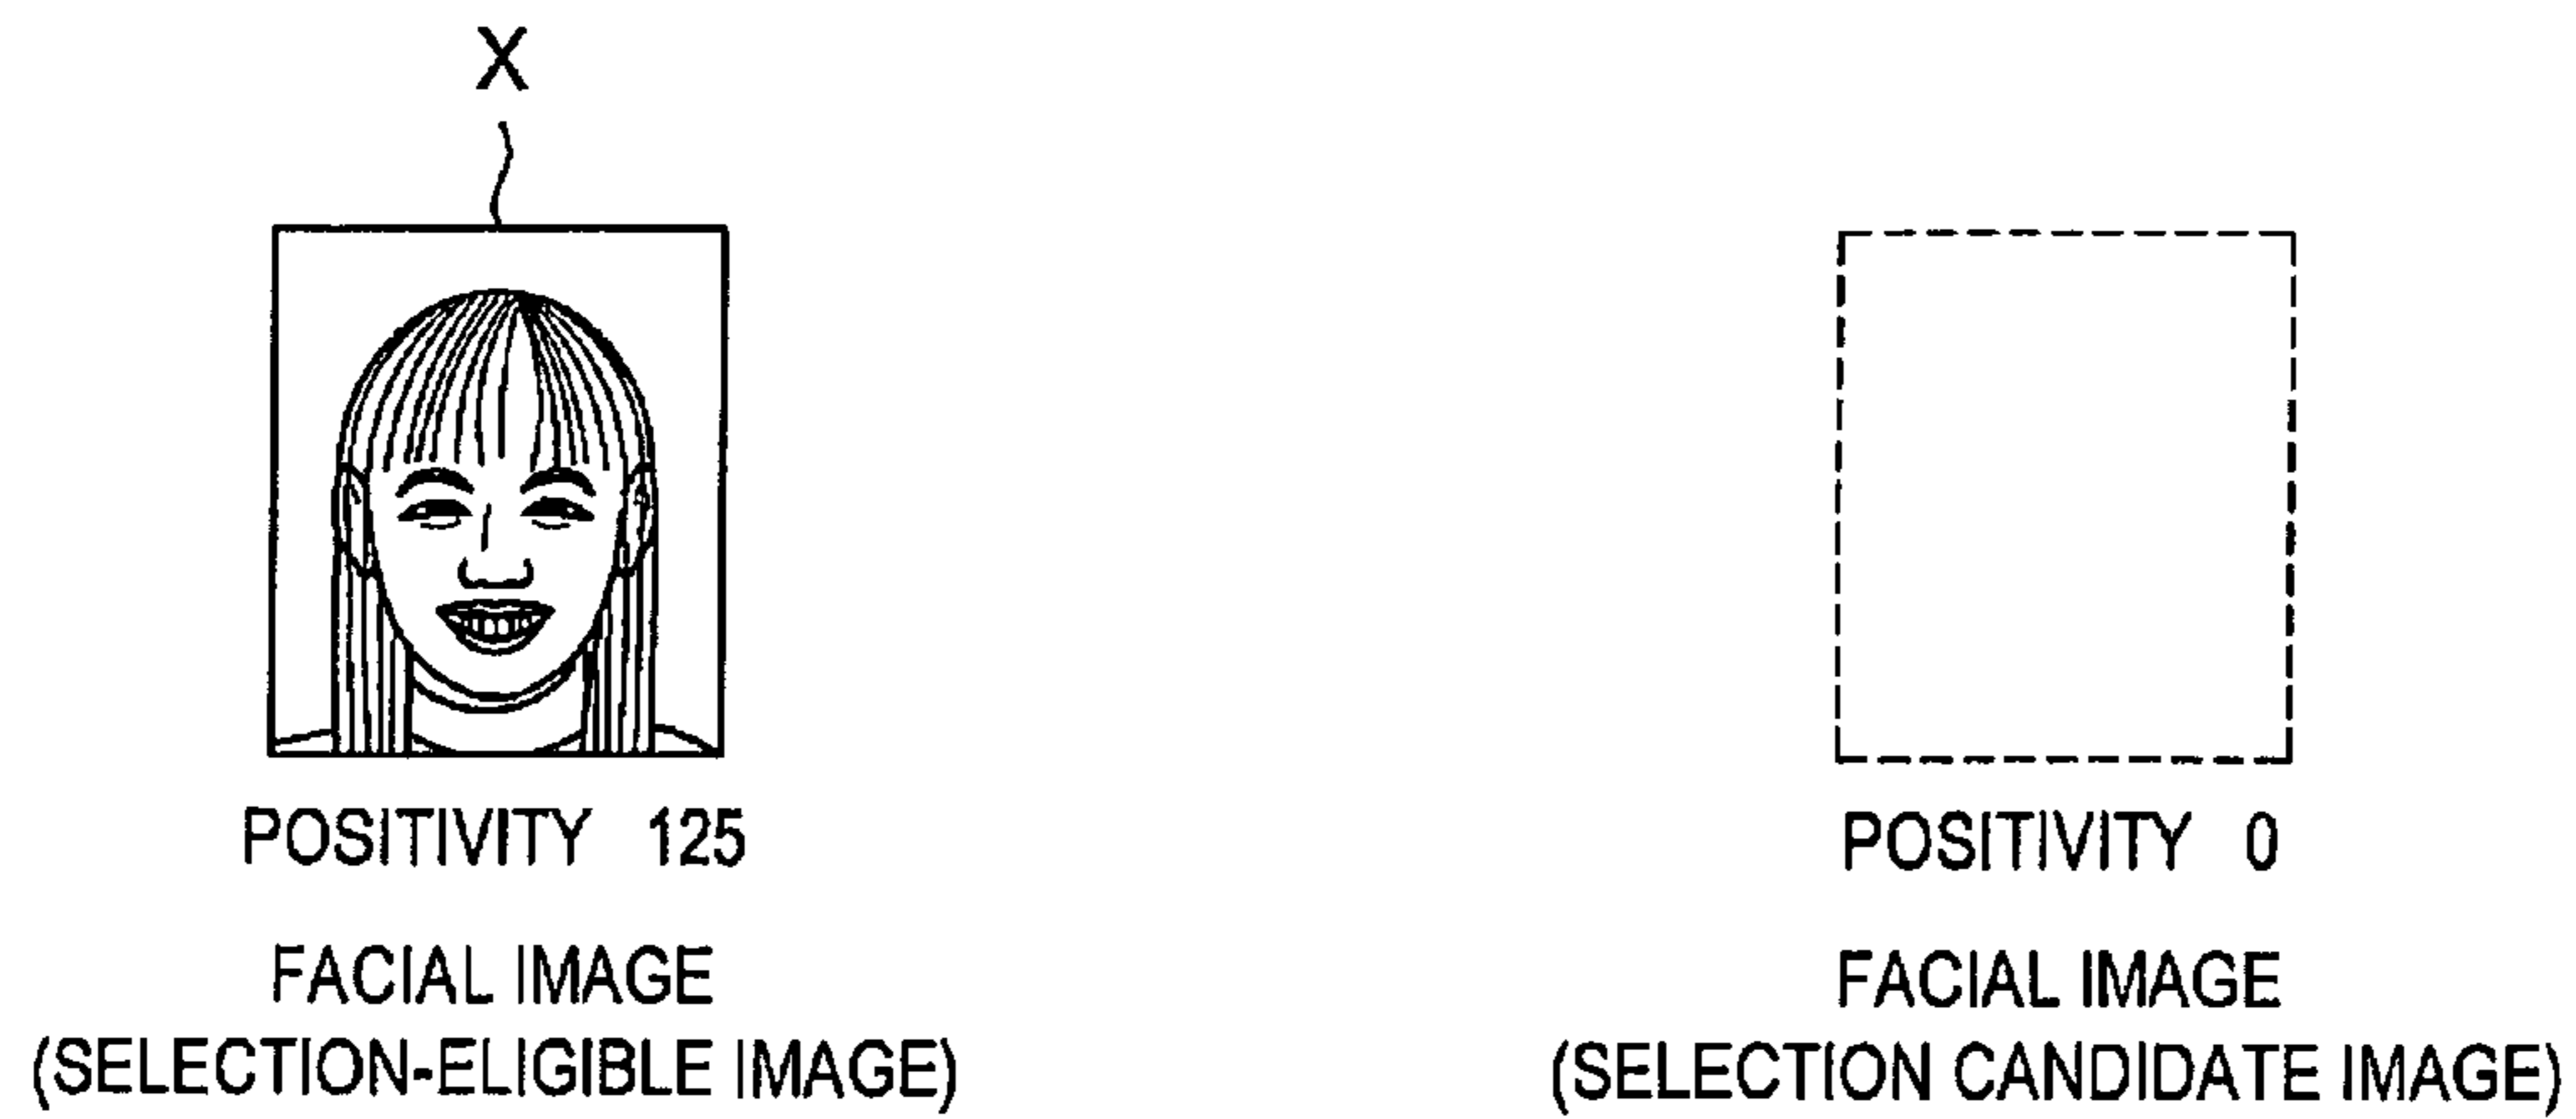 X
POSITIVITY 125
FACIAL IMAGE
(SELECTION-ELIGIBLE IMAGE)
POSITIVITY 0
FACIAL IMAGE
(SELECTION CANDIDATE IMAGE)